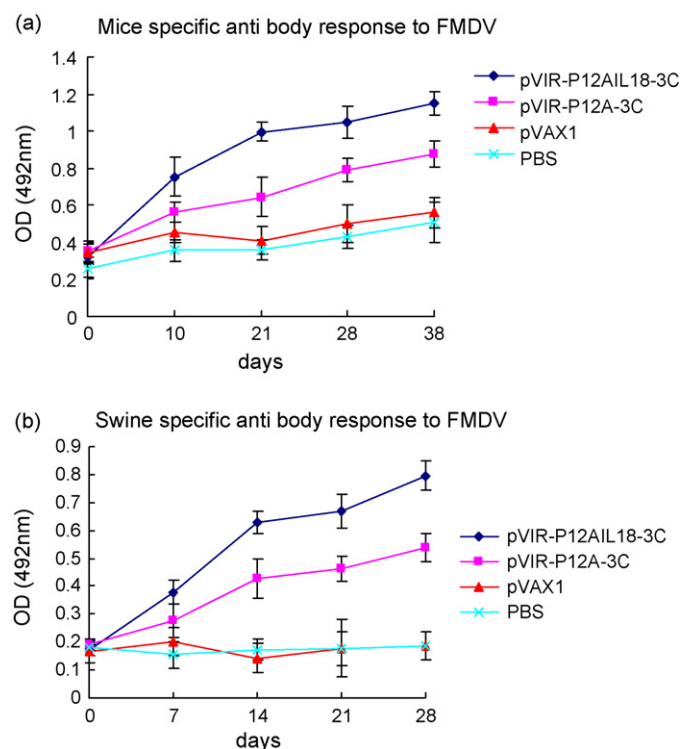 (a)
Mice specific anti body response to FMDV
OD (492nm)
1.4
1.2
1
0.8
0.6
0.4
0.2
0
0 10 21 28 38
days
pVIR-P12AIL18-3C
pVIR-P12A-3C
pVAX1
PBS
(b)
Swine specific anti body response to FMDV
OD (492nm)
0.9
0.8
0.7
0.6
0.5
0.4
0.3
0.2
0.1
0
0 7 14 21 28
days
pVIR-P12AIL18-3C
pVIR-P12A-3C
pVAX1
PBS